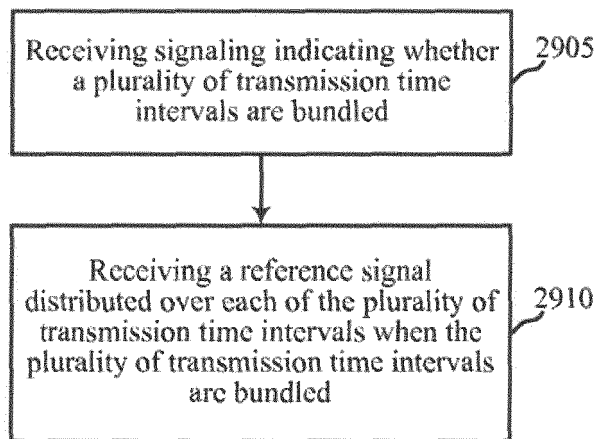 Receiving signaling indicating whether
a plurality of transmission time
intervals are bundled
2905
Receiving a reference signal
distributed over each of the plurality of
transmission time intervals when the
plurality of transmission time intervals
are bundled
2910